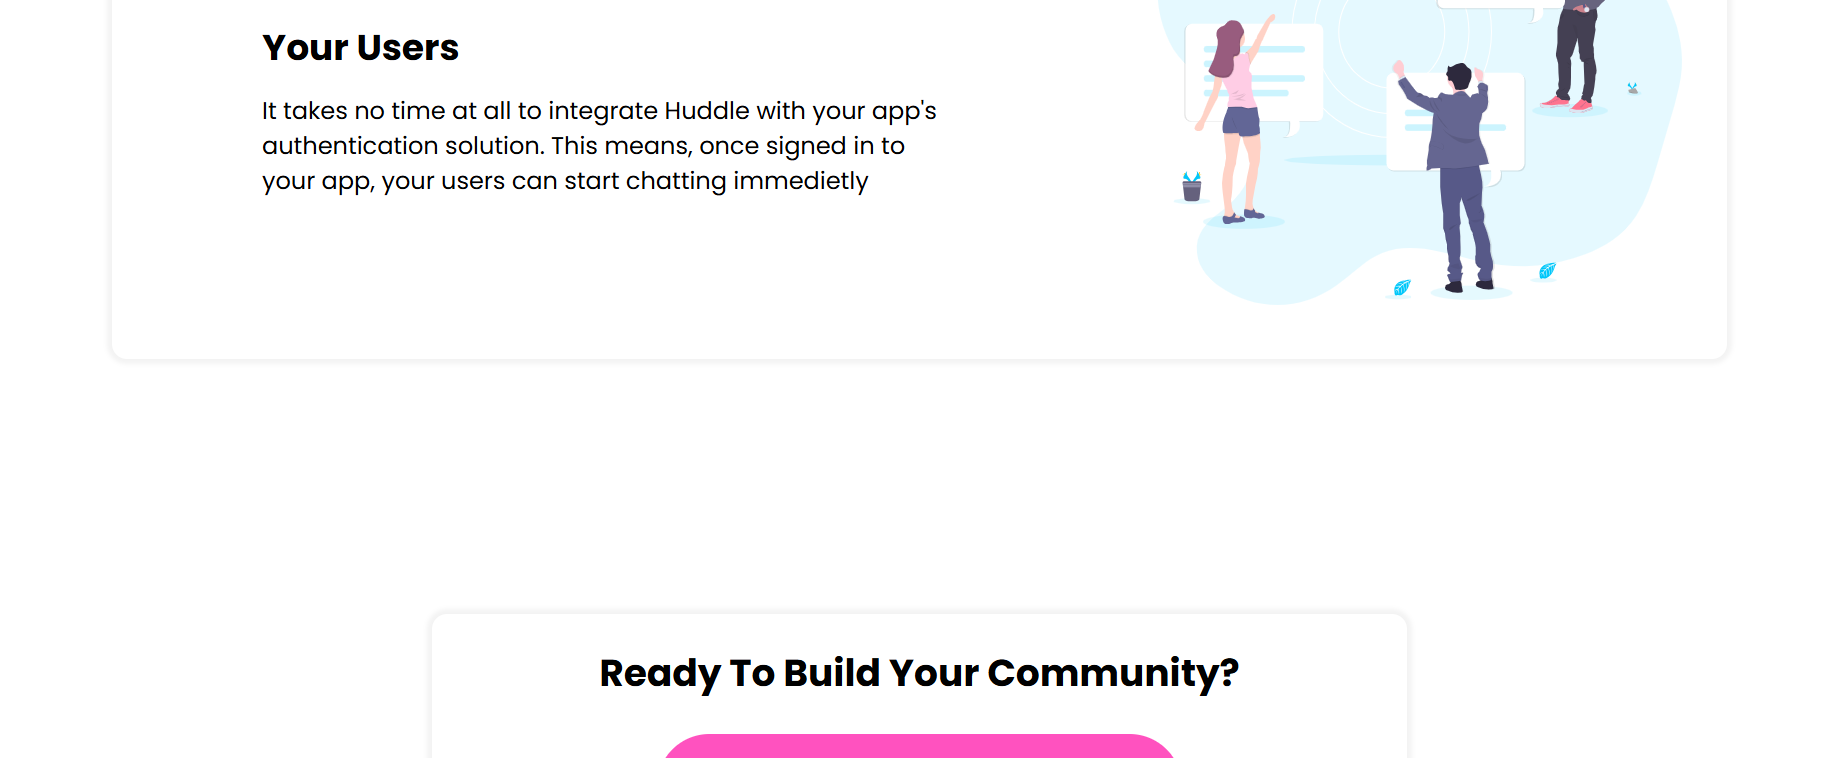 Your Users
It takes no time at all to integrate Huddle with your app's
authentication solution. This means, once signed in to
your app, your users can start chatting immedietly
Ready To Build Your Community?